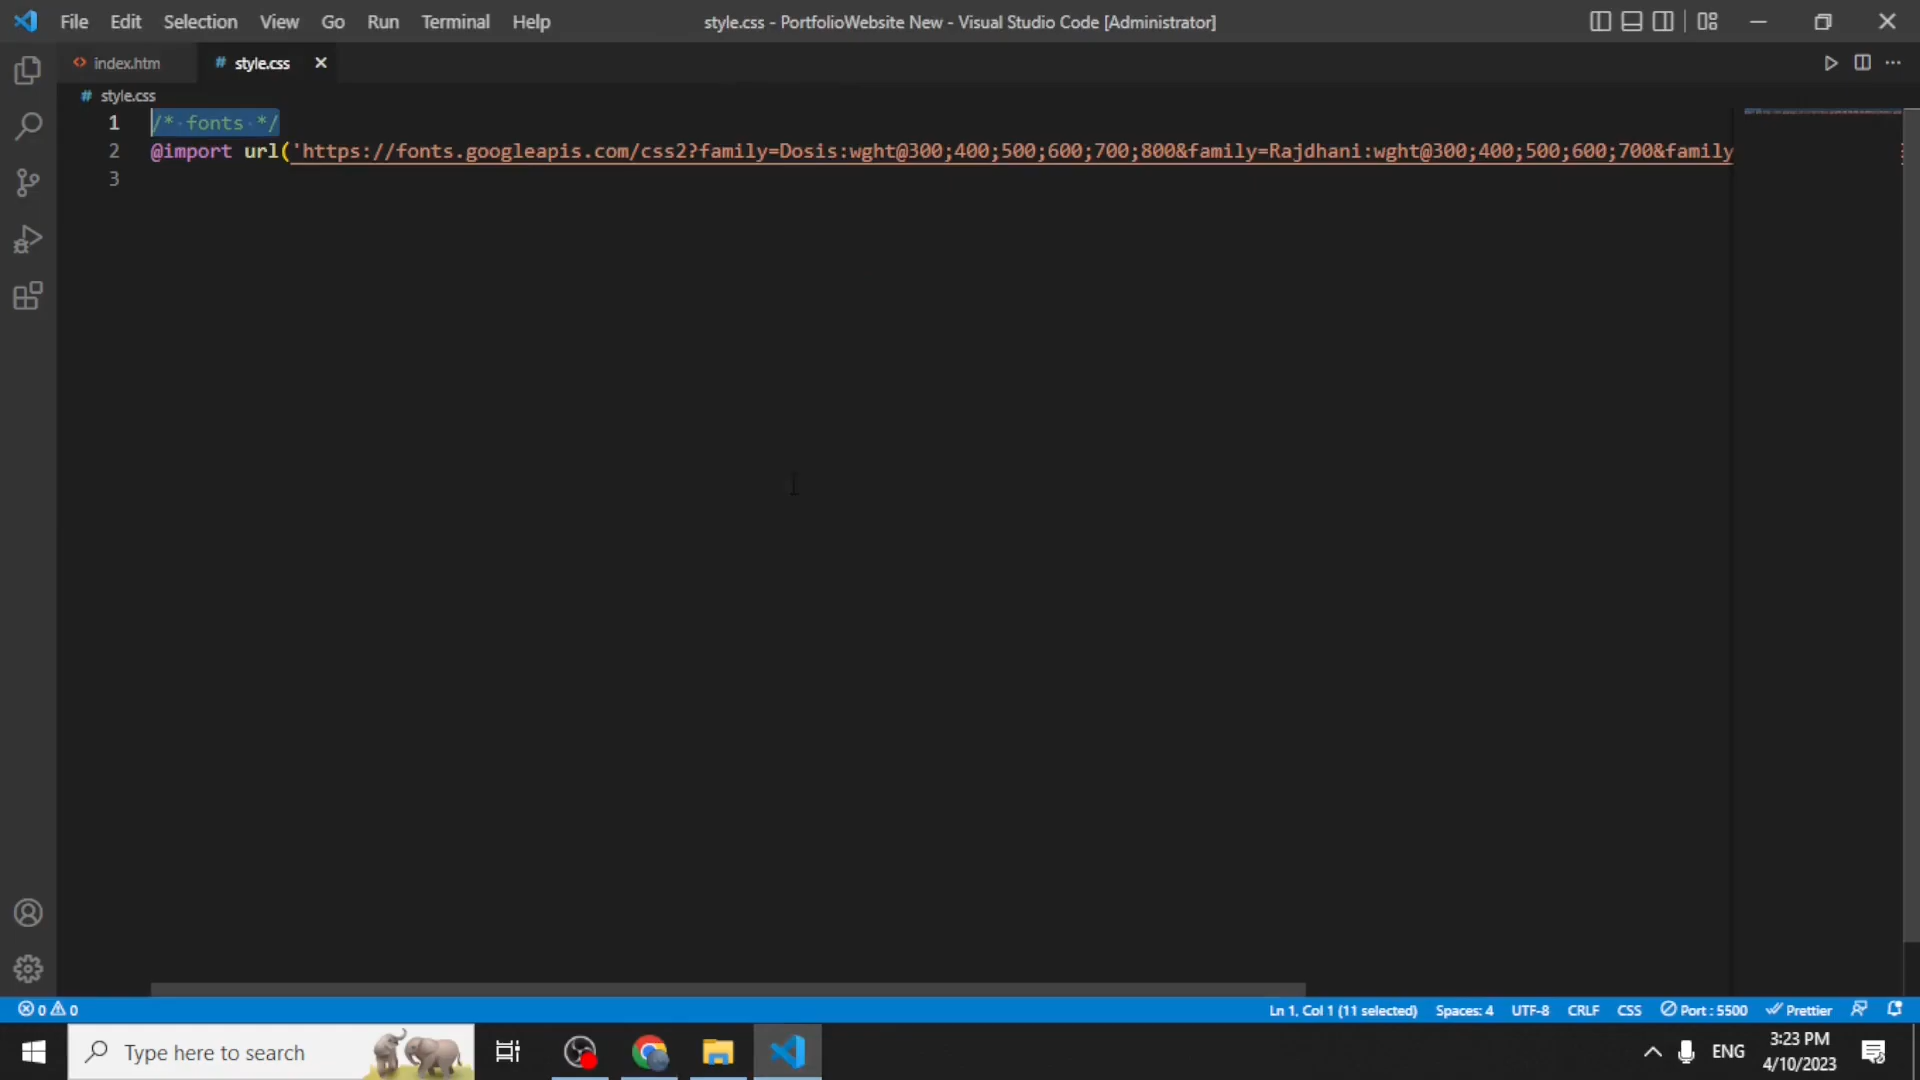 File Edit Selection View Go Run Terminal Help style.css - PortfolioWebsite New - Visual Studio Code [Administrator]
index.htm style.css
# style.css
1 /* fonts */
2 @import url('https://fonts.googleapis.com/css2?family=Dosis:wght@300;400;500;600;700;800&family=Rajdhani:wght@300;400;500;600;700&family
3
0 0 Ln 1, Col 1 (11 selected) Spaces: 4 UTF-8 CRLF CSS Port : 5500 Prettier
Type here to search ENG 3:23 PM
4/10/2023